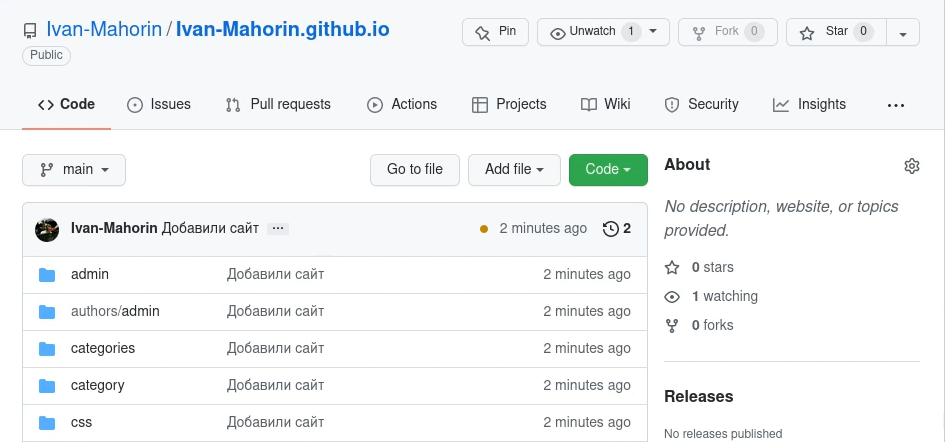 Ivan-Mahorin / Ivan-Mahorin.github.io
Pin
Unwatch 1
Fork 0
Star 0
Public
Code
Issues
Pull requests
Actions
Projects
Wiki
Security
Insights
main
Go to file
Add file
Code
About
No description, website, or topics
provided.
Ivan-Mahorin Добавили сайт ... 2 minutes ago 2
admin Добавили сайт 2 minutes ago
authors/admin Добавили сайт 2 minutes ago
categories Добавили сайт 2 minutes ago
category Добавили сайт 2 minutes ago
css Добавили сайт 2 minutes ago
0 stars
1 watching
0 forks
Releases
No releases published